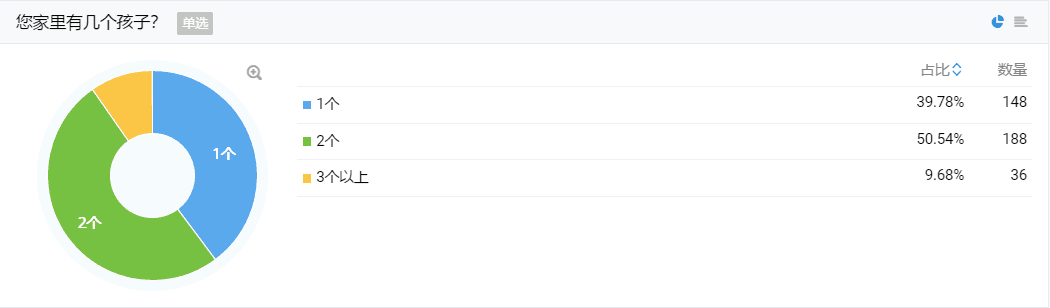 您家里有几个孩子？ 单选
占比 数量
1个 39.78% 148
2个 50.54% 188
3个以上 9.68% 36
1个
2个